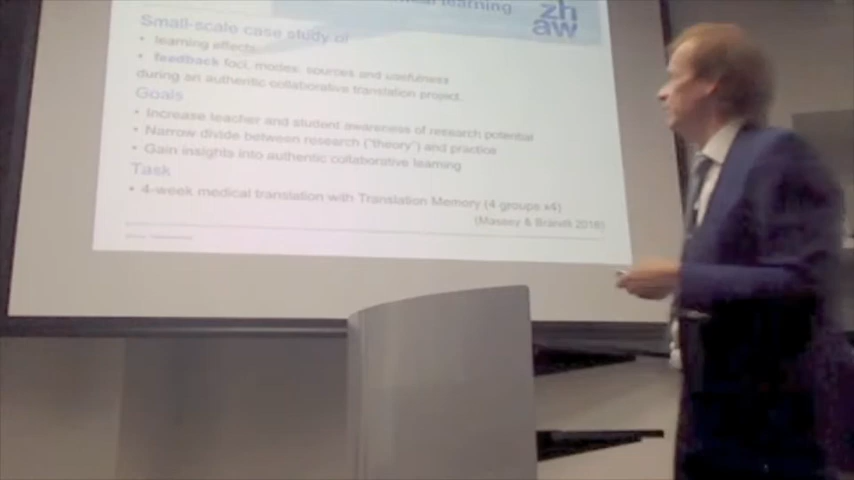 learning
zh
aw
Small-scale case study of
• learning effects
• feedback foci, modes, sources and usefulness
during an authentic collaborative translation project.
Goals
• Increase teacher and student awareness of research potential
• Narrow divide between research ("theory") and practice
• Gain insights into authentic collaborative learning
Task
• 4-week medical translation with Translation Memory (4 groups x4)
(Massey & Brändli 2016)